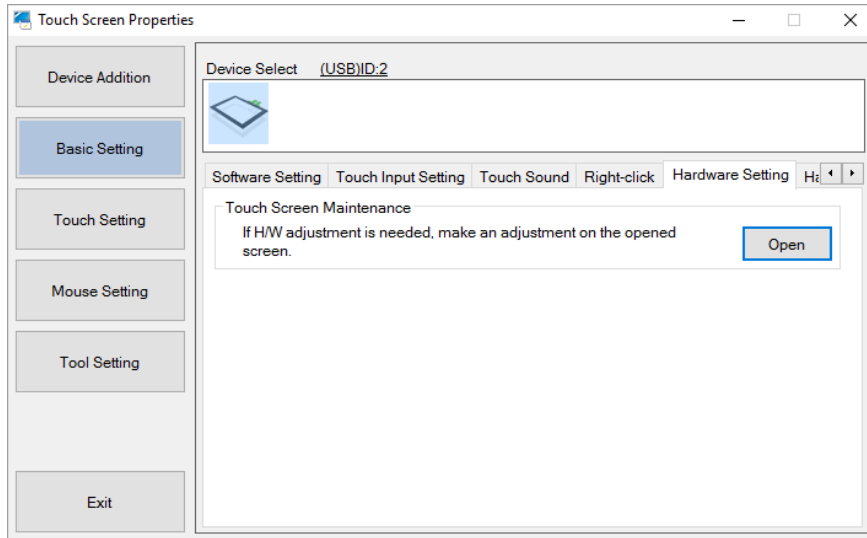 Touch Screen Properties
Device Addition
Basic Setting
Touch Setting
Mouse Setting
Tool Setting
Exit
Device Select (USB)ID:2
Software Setting Touch Input Setting Touch Sound Right-click Hardware Setting
Touch Screen Maintenance
If H/W adjustment is needed, make an adjustment on the opened
screen.
Open